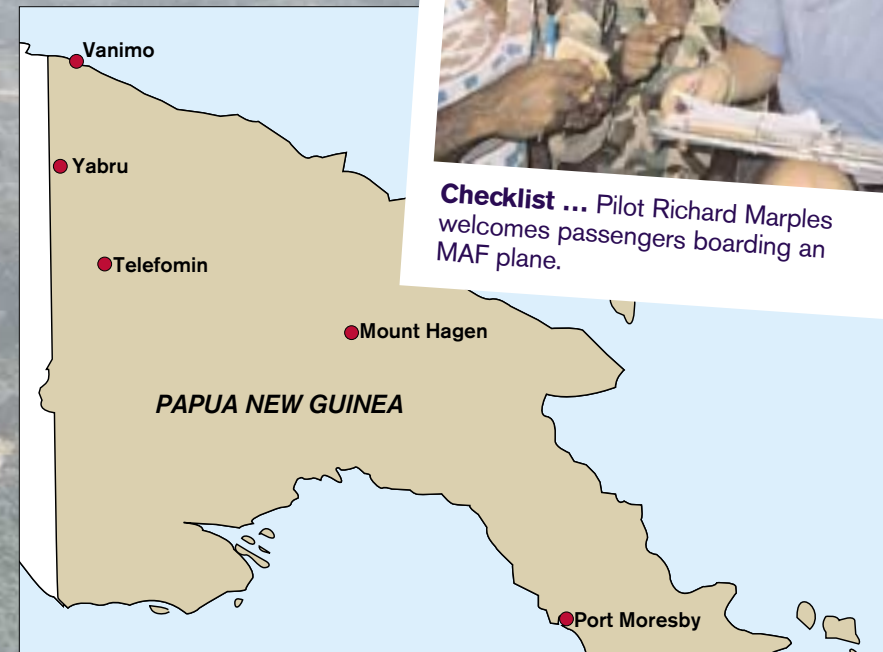 Vanimo
Yabru
Telefomin
Mount Hagen
PAPUA NEW GUINEA
Port Moresby
Checklist ... Pilot Richard Marples
welcomes passengers boarding an
MAF plane.